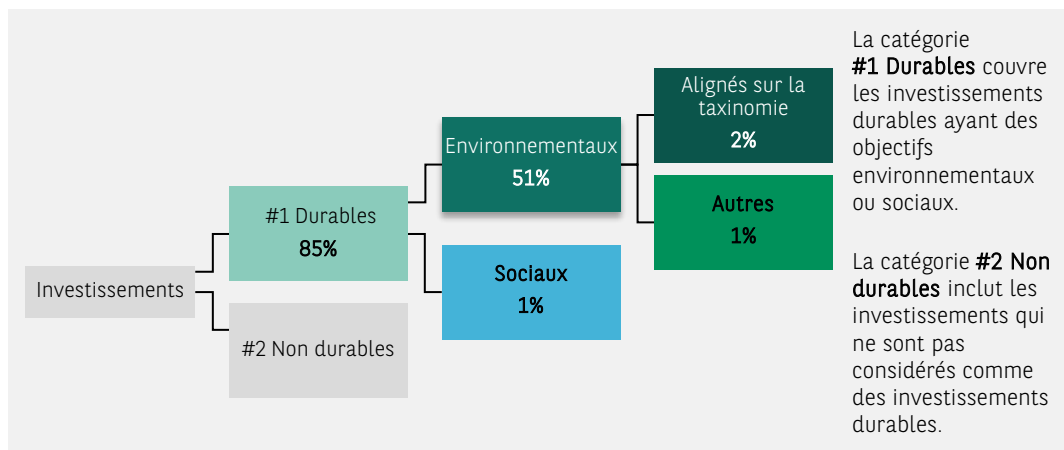 Investissements
#1 Durables
85%
#2 Non durables
Environnementaux
51%
Sociaux
1%
Alignés sur la
taxinomie
2%
Autres
1%
La catégorie
#1 Durables couvre
les investissements
durables ayant des
objectifs
environnementaux
ou sociaux.
La catégorie #2 Non
durables inclut les
investissements qui
ne sont pas
considérés comme
des investissements
durables.